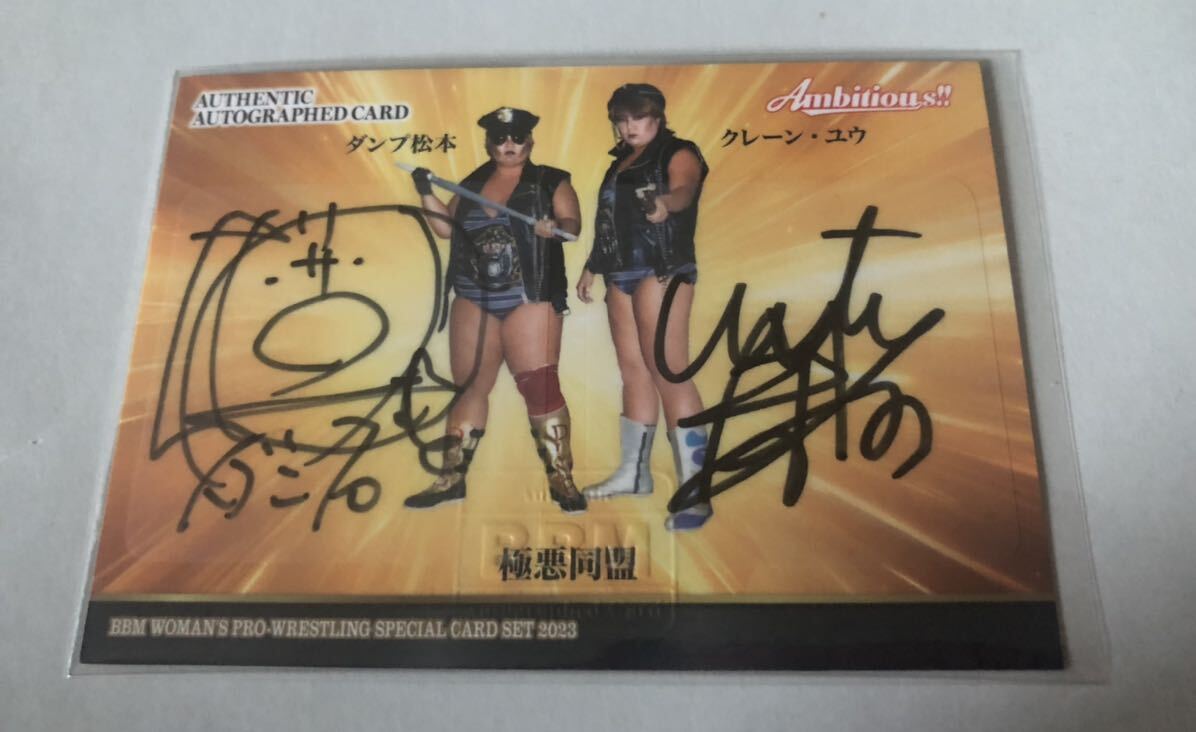 AUTHENTIC
AUTOGRAPHED CARD
Ambitious!!
ダンプ松本
クレーン・ユウ
Authentic
BBM
極悪同盟
BBM WOMAN'S PRO-WRESTLING SPECIAL CARD SET 2023